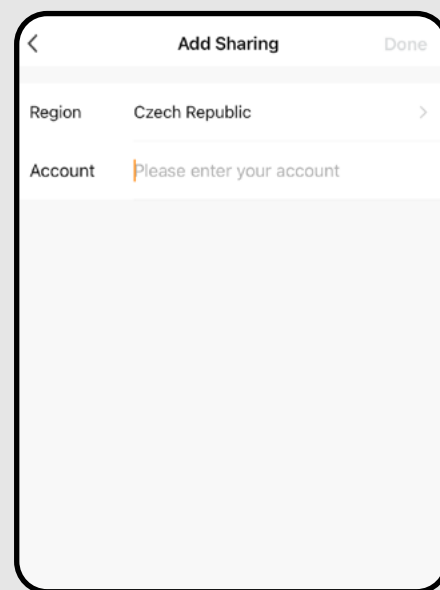 Add Sharing Done
Region Czech Republic
Account Please enter your account